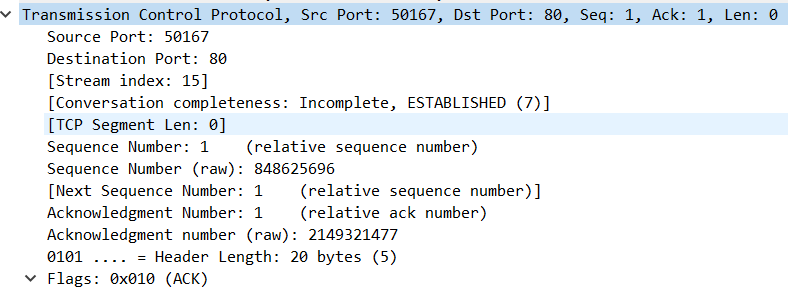 Transmission Control Protocol, Src Port: 50167, Dst Port: 80, Seq: 1, Ack: 1, Len: 0
Source Port: 50167
Destination Port: 80
[Stream index: 15]
[Conversation completeness: Incomplete, ESTABLISHED (7)]
[TCP Segment Len: 0]
Sequence Number: 1    (relative sequence number)
Sequence Number (raw): 848625696
[Next Sequence Number: 1    (relative sequence number)]
Acknowledgment Number: 1    (relative ack number)
Acknowledgment number (raw): 2149321477
0101 .... = Header Length: 20 bytes (5)
Flags: 0x010 (ACK)